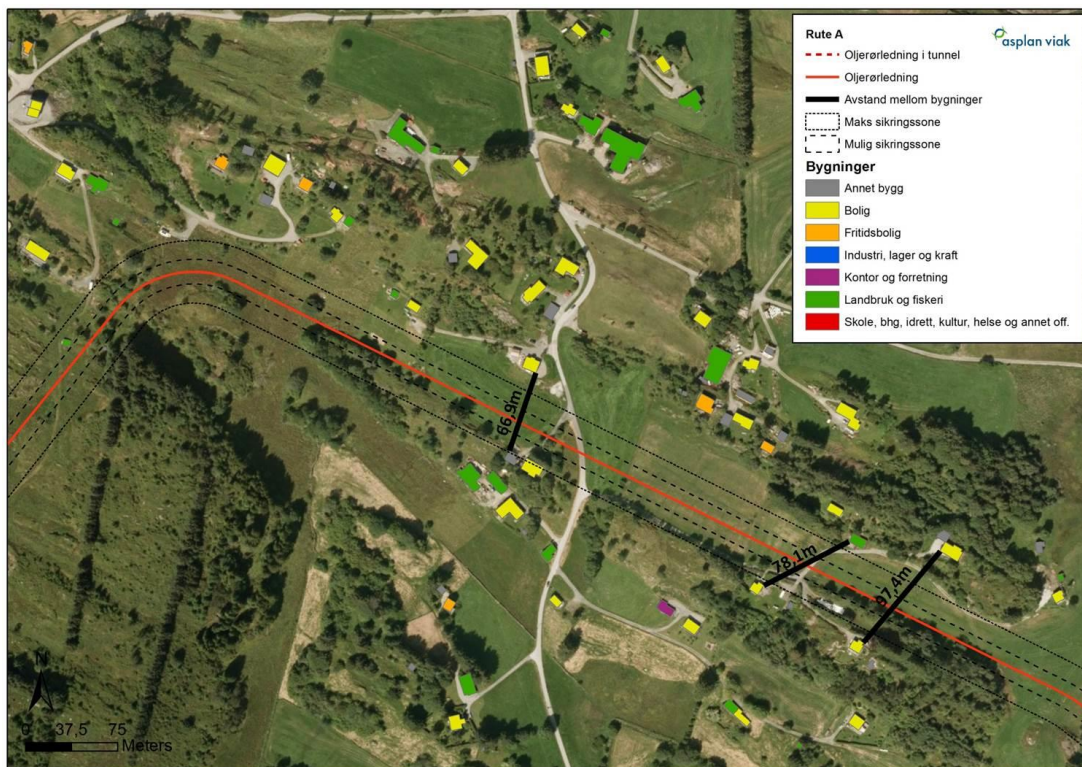 Rute A
asplan viak
Oljerørledning i tunnel
Oljerørledning
Avstand mellom bygninger
Maks sikringssone
Mulig sikringssone
Bygninger
Annet bygg
Bolig
Fritidsbolig
Industri, lager og kraft
Kontor og forretning
Landbruk og fiskeri
Skole, bhg, idrett, kultur, helse og annet off.
66,9m
78,1m
97,4m
N
0 37,5 75
Meters